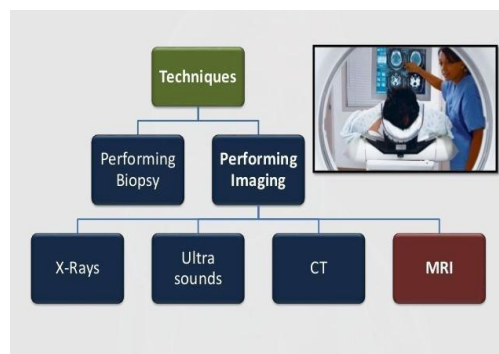 Techniques
Performing
Biopsy
Performing
Imaging
X-Rays
Ultra
sounds
CT
MRI